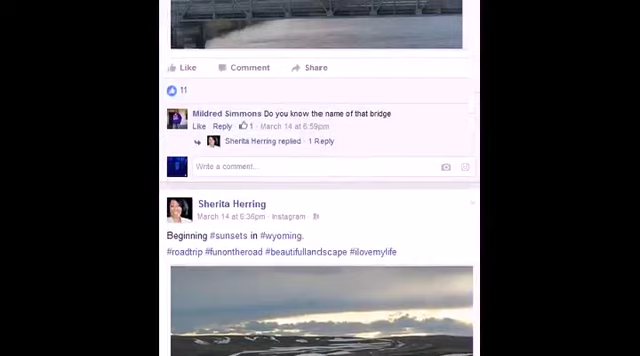 Like Comment Share
11
Mildred Simmons Do you know the name of that bridge
Like Reply 1 · March 14 at 6:59pm
Sherita Herring replied · 1 Reply
Write a comment...
Sherita Herring
March 14 at 6:36pm · Instagram ·
Beginning #sunsets in #wyoming.
#roadtrip #funontheroad #beautifullandscape #ilovemylife